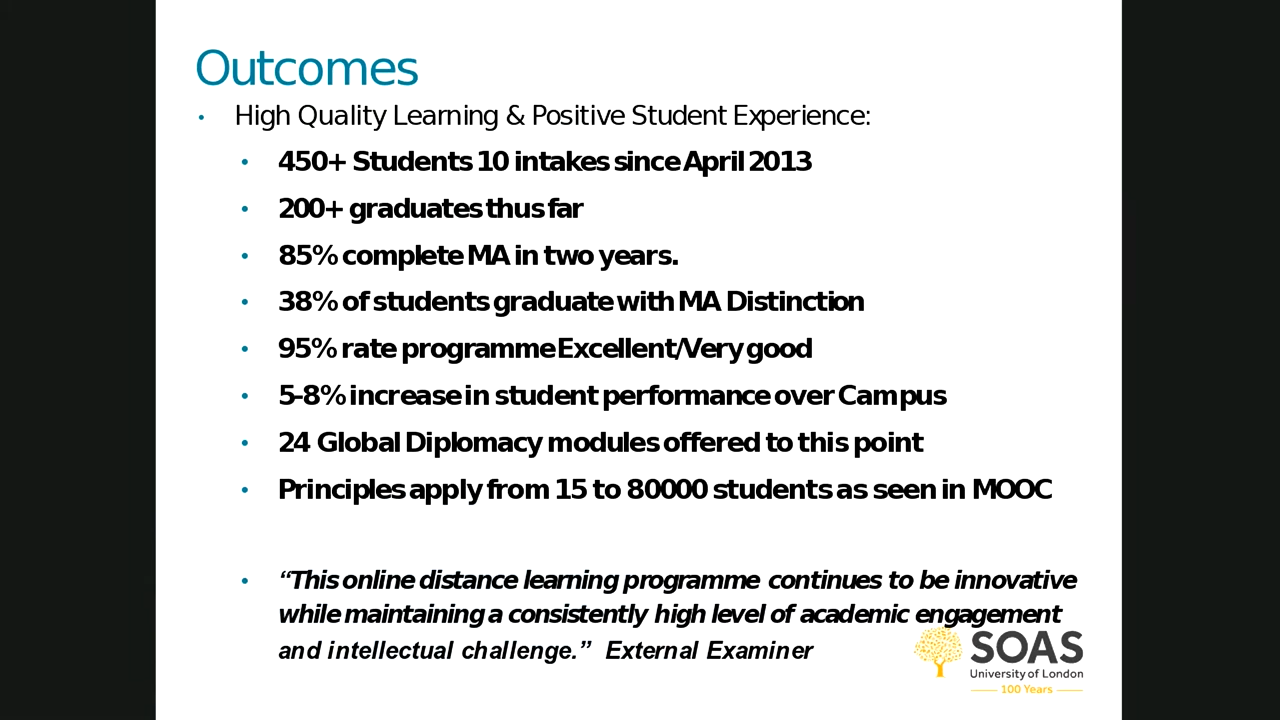 Outcomes
• High Quality Learning & Positive Student Experience:
• 450+ Students 10 intakes since April 2013
• 200+ graduates thus far
• 85% complete MA in two years.
• 38% of students graduate with MA Distinction
• 95% rate programme Excellent/Very good
• 5-8% increase in student performance over Campus
• 24 Global Diplomacy modules offered to this point
• Principles apply from 15 to 80000 students as seen in MOOC
• “This online distance learning programme continues to be innovative
while maintaining a consistently high level of academic engagement
and intellectual challenge.” External Examiner
SOAS
University of London
100 Years